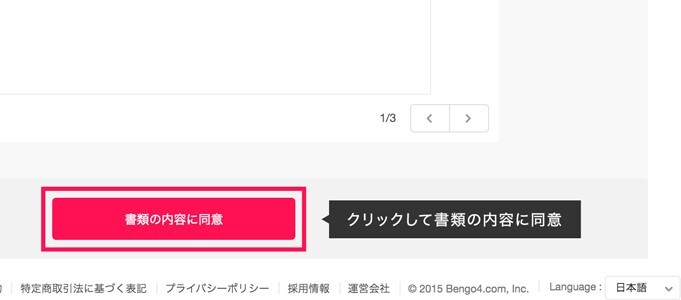 1/3
書類の内容に同意
クリックして書類の内容に同意
特定商取引法に基づく表記 プライバシーポリシー 採用情報 運営会社 © 2015 Bengo4.com, Inc. Language : 日本語